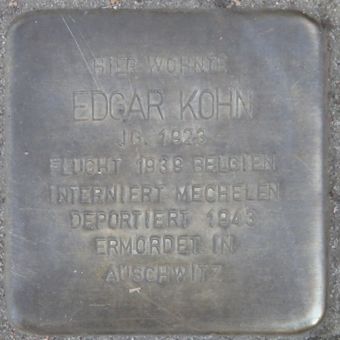 HIER WOHNTE
EDGAR KOHN
JG. 1923
FLUCHT 1938 BELGIEN
INTERNIERT MECHELEN
DEPORTIERT 1943
ERMORDET IN
AUSCHWITZ